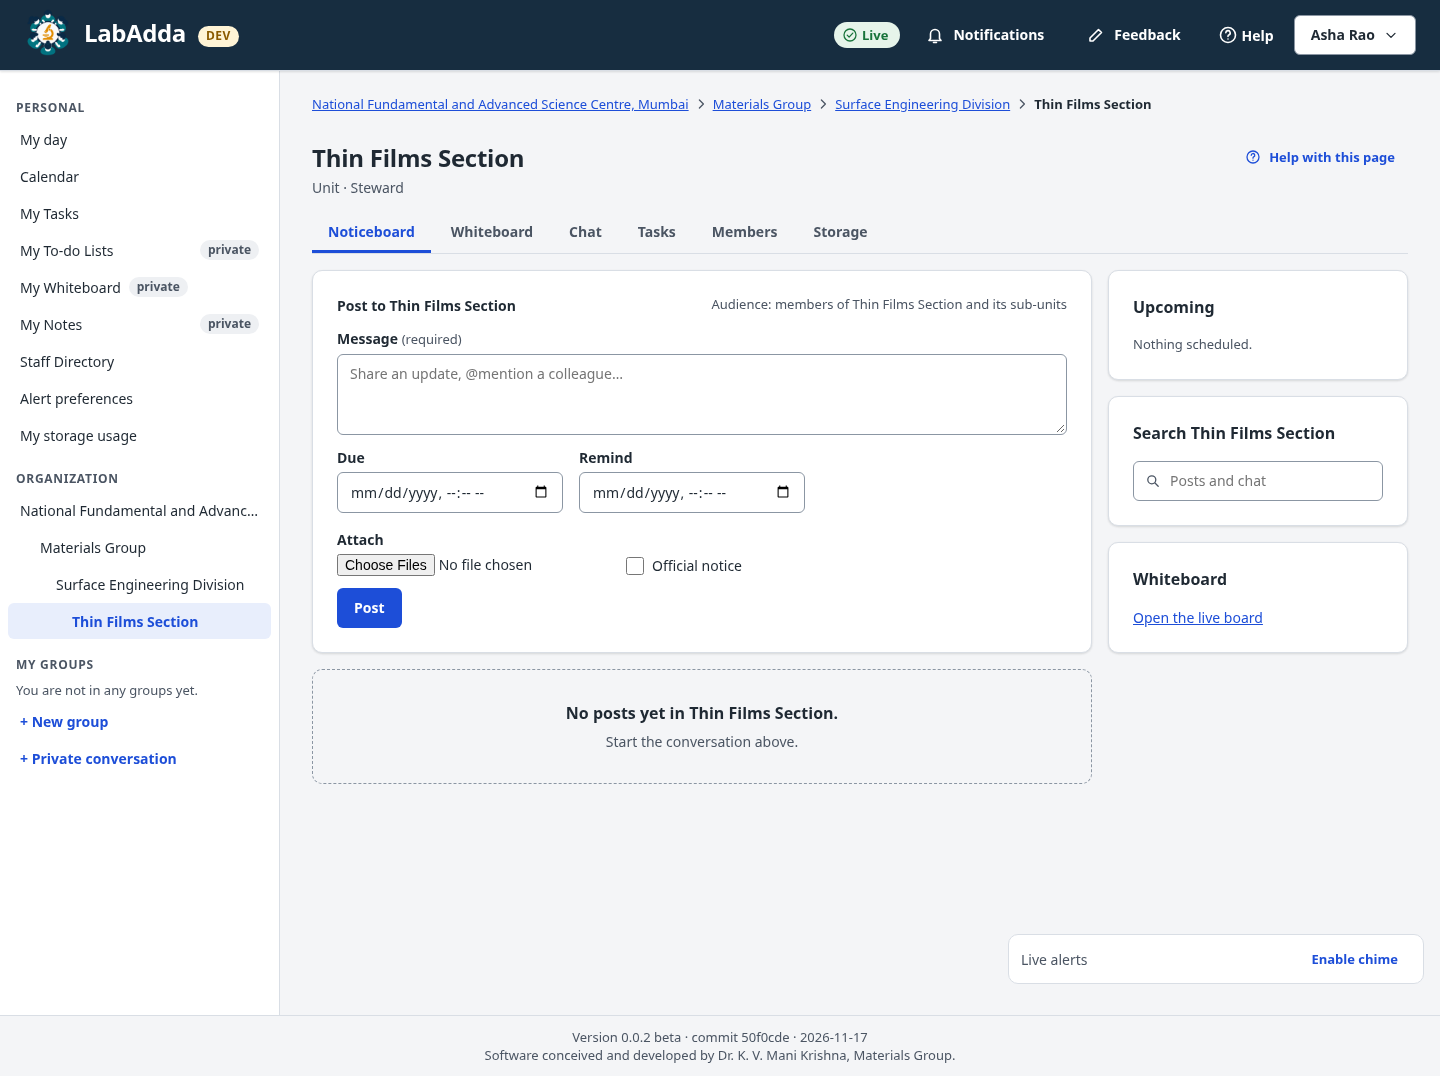 LabAdda DEV
Live
Notifications
Feedback
Help
Asha Rao
PERSONAL
My day
Calendar
My Tasks
My To-do Lists private
My Whiteboard private
My Notes private
Staff Directory
Alert preferences
My storage usage
ORGANIZATION
National Fundamental and Advanc...
Materials Group
Surface Engineering Division
Thin Films Section
MY GROUPS
You are not in any groups yet.
+ New group
+ Private conversation
National Fundamental and Advanced Science Centre, Mumbai > Materials Group > Surface Engineering Division > Thin Films Section
Thin Films Section
Help with this page
Unit · Steward
Noticeboard Whiteboard Chat Tasks Members Storage
Post to Thin Films Section
Audience: members of Thin Films Section and its sub-units
Message (required)
Share an update, @mention a colleague...
Due Remind
mm/dd/yyyy, --:-- -- mm/dd/yyyy, --:-- --
Attach
Choose Files No file chosen
Official notice
Post
No posts yet in Thin Films Section.
Start the conversation above.
Upcoming
Nothing scheduled.
Search Thin Films Section
Posts and chat
Whiteboard
Open the live board
Live alerts
Enable chime
Version 0.0.2 beta · commit 50f0cde · 2026-11-17
Software conceived and developed by Dr. K. V. Mani Krishna, Materials Group.